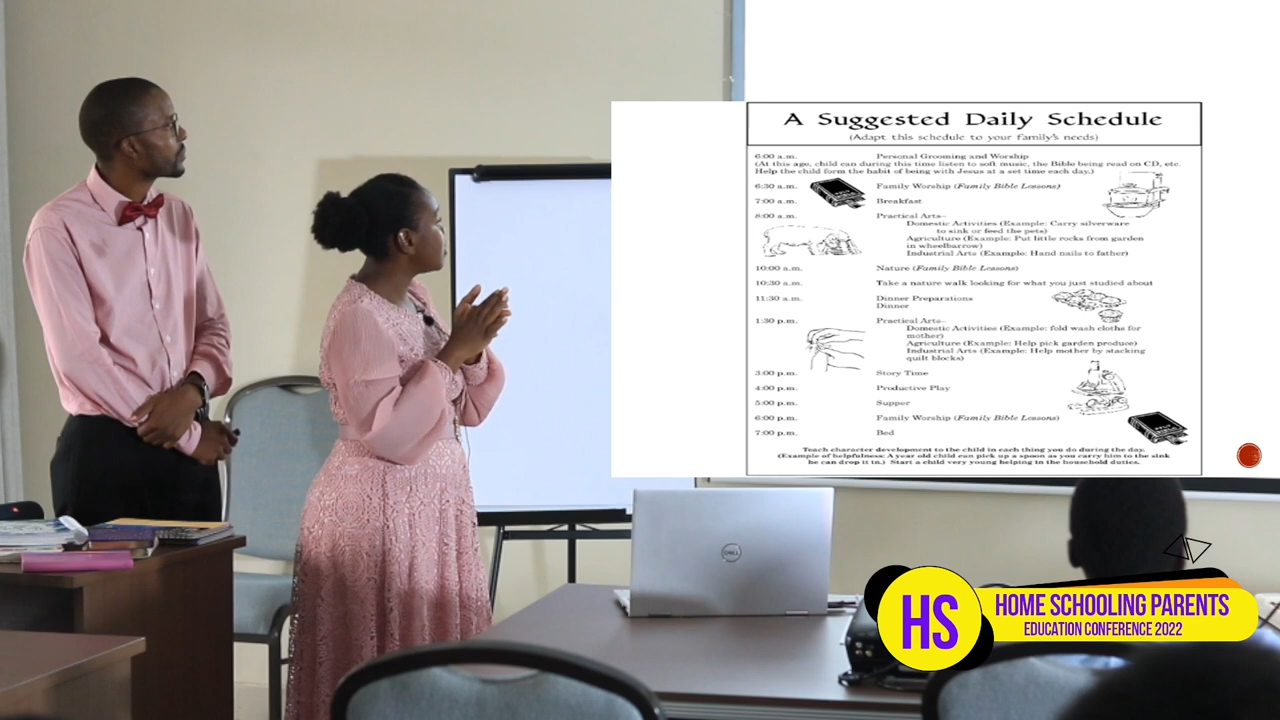 A Suggested Daily Schedule
(Adapt this schedule to your family's needs)
6:00 a.m. Personal Grooming and Worship
(At this age, child can during this time listen to soft music, the Bible being read on CD, etc.
Help the child form the habit of being with Jesus at a set time each day.)
6:30 a.m. Family Worship (Family Bible Lessons)
7:00 a.m. Breakfast
8:00 a.m. Practical Arts–
Domestic Activities (Example: Carry silverware
to sink or feed the pets)
Agriculture (Example: Put little rocks from garden
in wheelbarrow)
Industrial Arts (Example: Hand nails to father)
10:00 a.m. Nature (Family Bible Lessons)
10:30 a.m. Take a nature walk looking for what you just studied about
11:30 a.m. Dinner Preparations
Dinner
1:30 p.m. Practical Arts–
Domestic Activities (Example: fold wash cloths for
mother)
Agriculture (Example: Help pick garden produce)
Industrial Arts (Example: Help mother by stacking
quilt blocks)
3:00 p.m. Story Time
4:00 p.m. Productive Play
5:00 p.m. Supper
6:00 p.m. Family Worship (Family Bible Lessons)
7:00 p.m. Bed
Teach character development to the child in each thing you do during the day.
(Example of helpfulness: A year old child can pick up a spoon as you carry him to the sink
he can drop it in.) Start a child very young helping in the household duties.
DELL
HS
HOME SCHOOLING PARENTS
EDUCATION CONFERENCE 2022